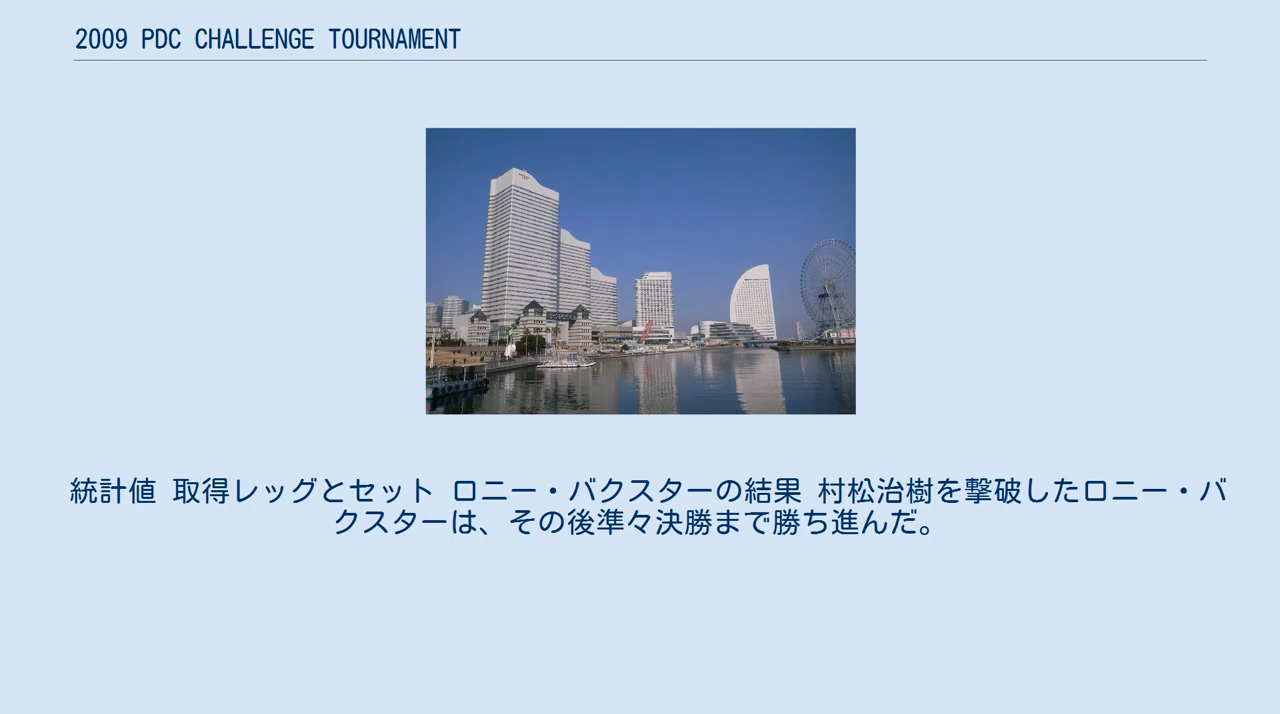 2009 PDC CHALLENGE TOURNAMENT
統計値 取得レッグとセット ロニー・バクスターの結果 村松治樹を撃破したロニー・バ
クスターは、その後準々決勝まで勝ち進んだ。